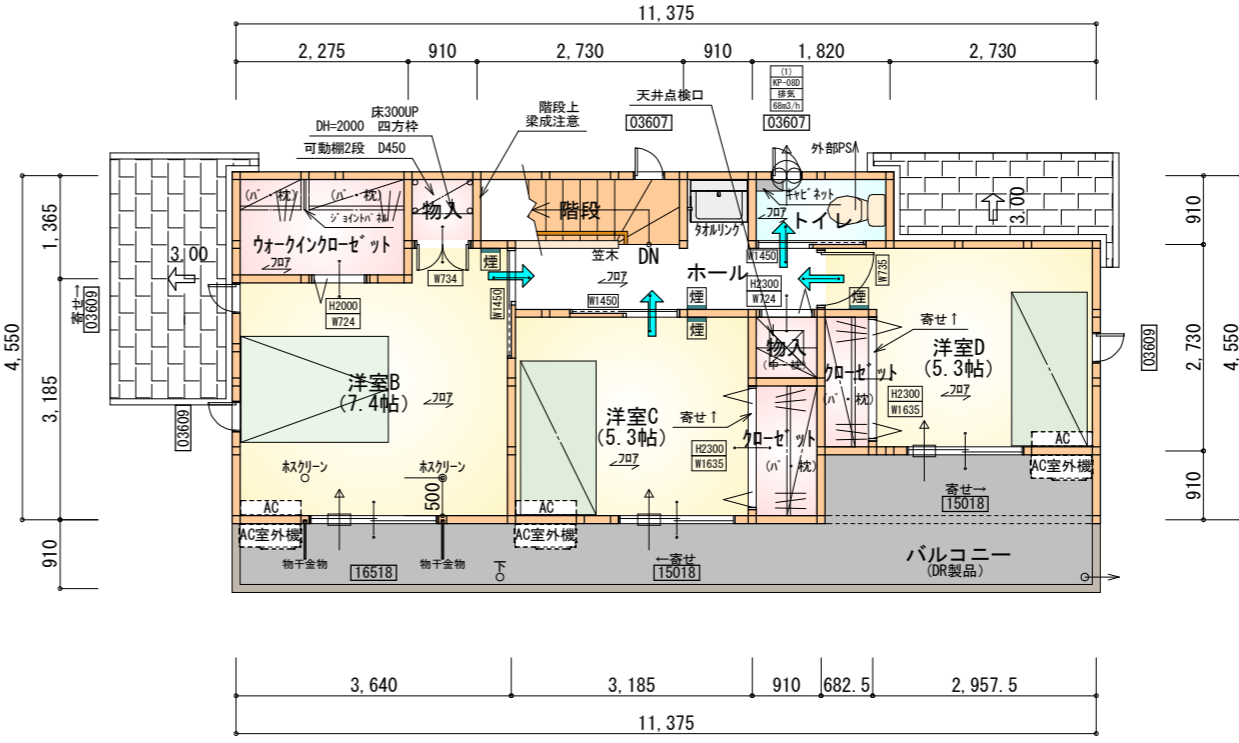 11,375
2,275
910
2,730
910
1,820
2,730
(1)
KP-08D
排気
68m3/h
床300UP
DH=2000 四方枠
可動棚2段 D450
階段上
梁成注意
天井点検口
03607
03607
外部PS
(パ・枕)
(パ・枕)
ジョイントパネル
物入
階段
タオルリング
キャビネット
フロア
トイレ
ウォークインクローゼット
フロア
3.00
3.00
1,365
910
4,550
3,185
910
2,730
4,550
910
寄せ→
03609
03609
03609
W734
煙
W1450
笠木
DN
フロア
ホール
W1450
W1450
H2300
W724
W735
煙
煙
煙
H2000
W724
物入
(中・枕)
寄せ↑
クローゼット
(パ・枕)
H2300
W1635
洋室D
(5.3帖)
フロア
洋室B
(7.4帖)
フロア
洋室C
(5.3帖)
フロア
寄せ↑
H2300
W1635
クローゼット
(パ・枕)
ホスクリーン
ホスクリーン
500
AC
AC
AC
AC室外機
AC室外機
AC室外機
寄せ→
15018
物干金物
16518
物干金物
下
←寄せ
15018
バルコニー
(DR製品)
3,640
3,185
910
682.5
2,957.5
11,375